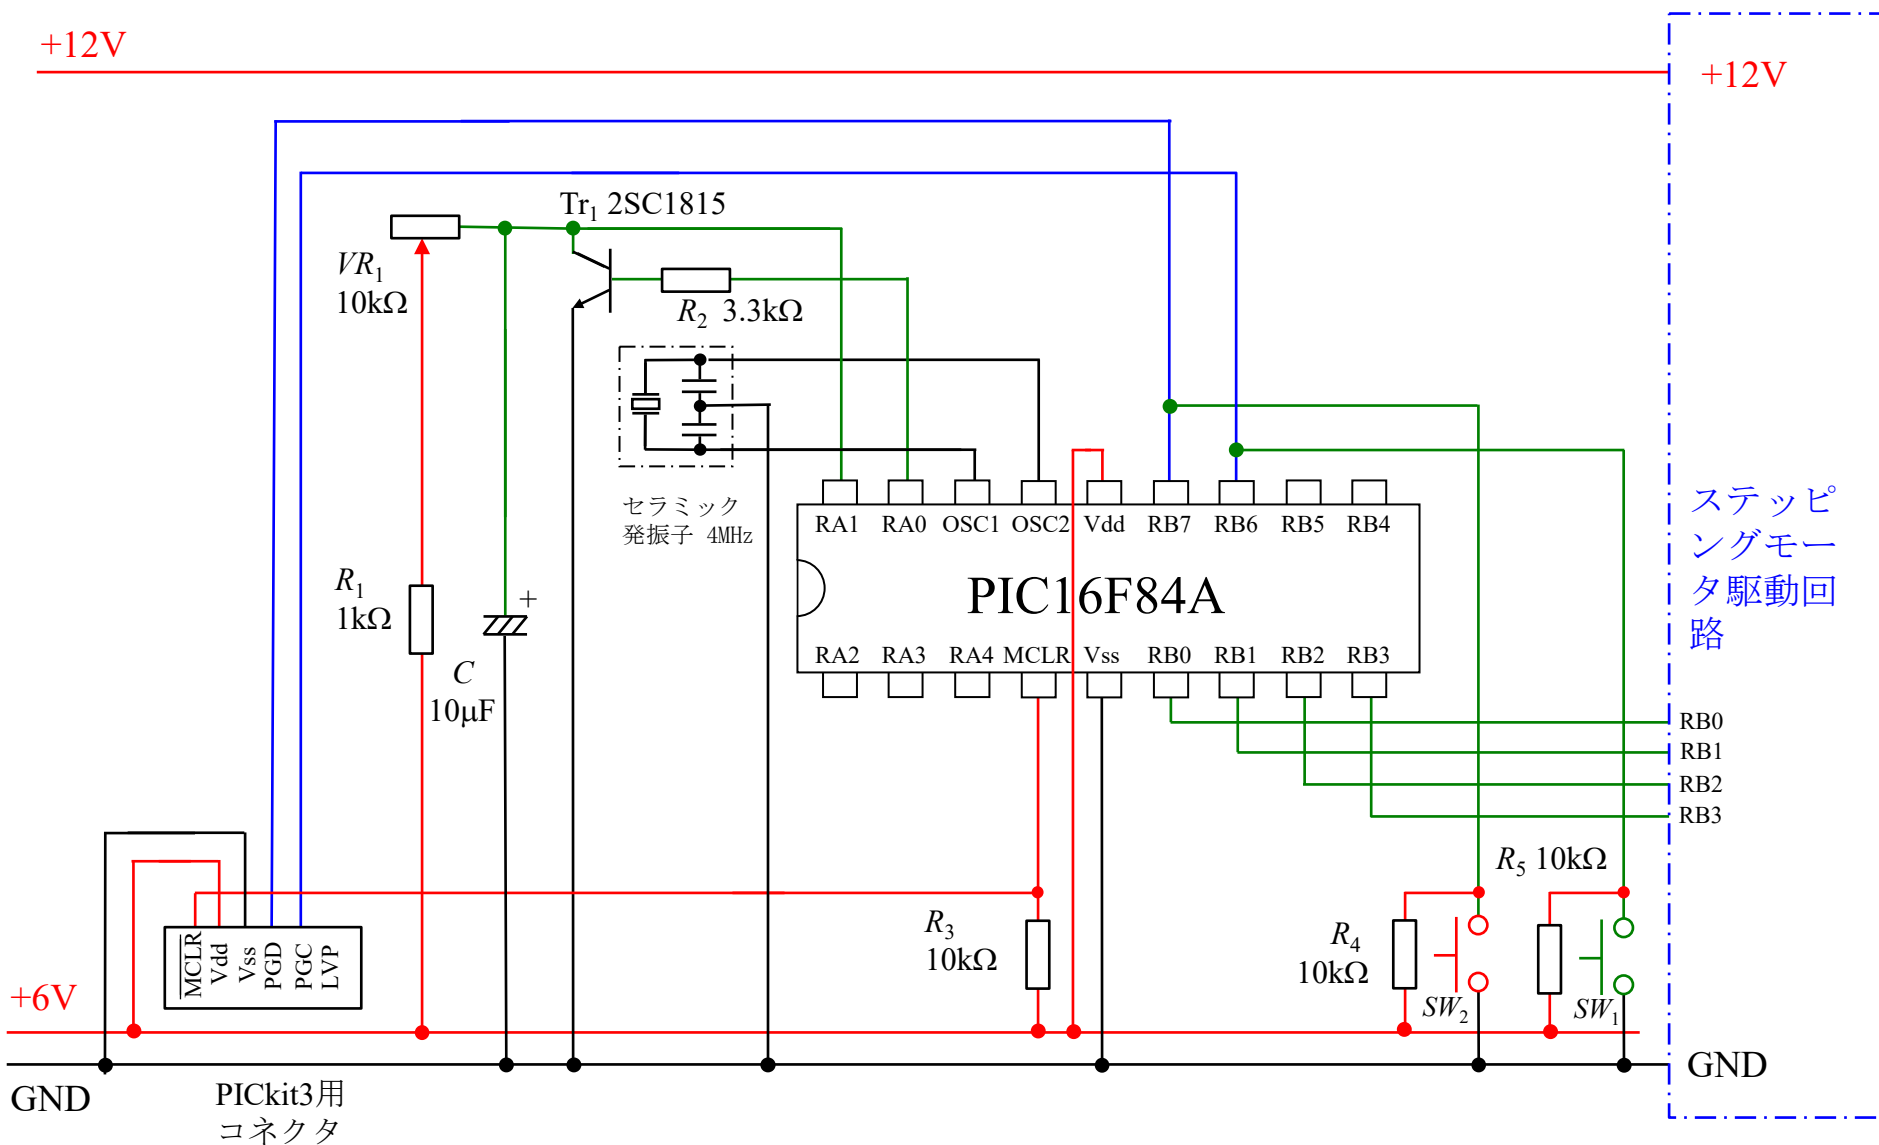 +12V
+12V
Tr1 2SC1815
VR1
10kΩ
R2 3.3kΩ
セラミック
発振子 4MHz
RA1 RA0 OSC1 OSC2 Vdd RB7 RB6 RB5 RB4
PIC16F84A
RA2 RA3 RA4 MCLR Vss RB0 RB1 RB2 RB3
ステッピ
ングモー
タ駆動回
路
R1
1kΩ
+
C
10μF
RB0
RB1
RB2
RB3
R5 10kΩ
R3
10kΩ
R4
10kΩ
SW2
SW1
MCLR
Vdd
Vss
PGD
PGC
LVP
+6V
GND
GND
PICkit3用
コネクタ